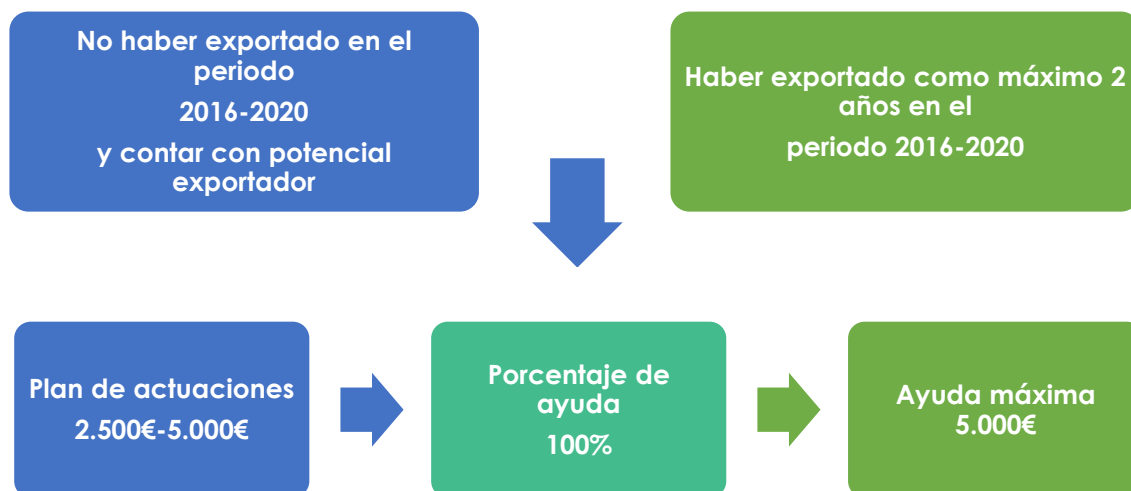 No haber exportado en el
periodo
2016-2020
y contar con potencial
exportador
Haber exportado como máximo 2
años en el
periodo 2016-2020
Plan de actuaciones
2.500€-5.000€
Porcentaje de
ayuda
100%
Ayuda máxima
5.000€